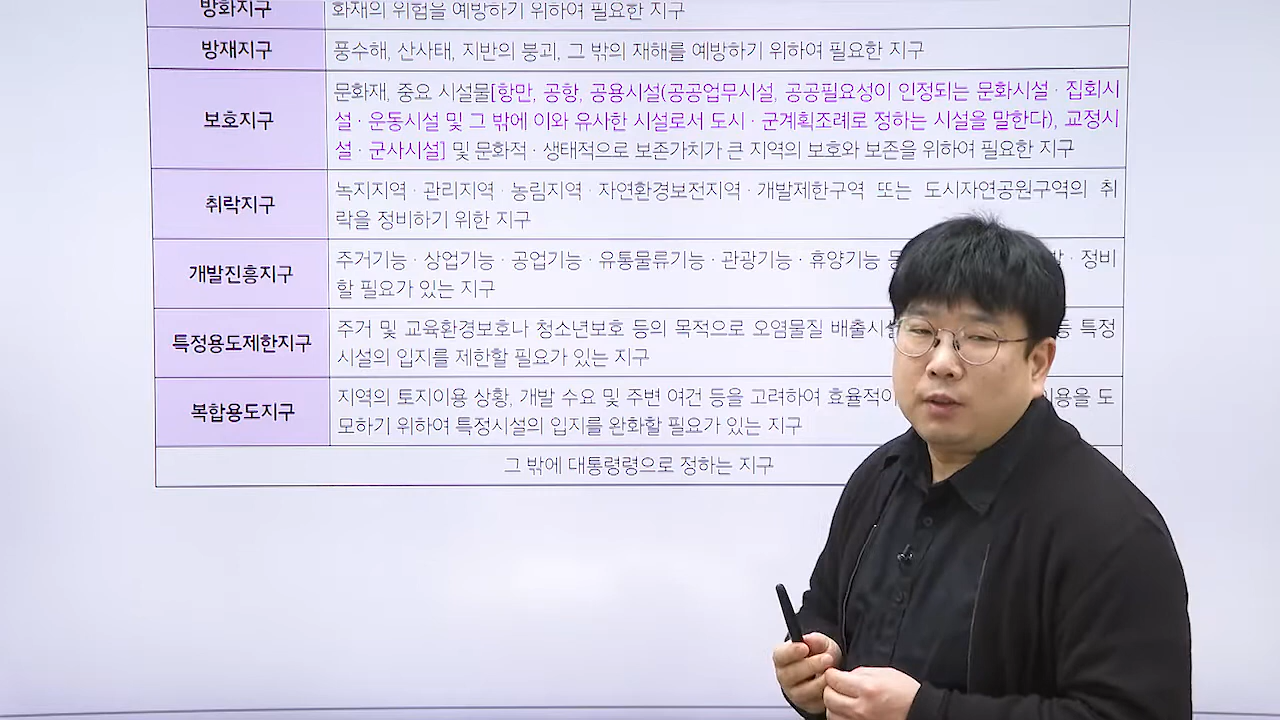 방화지구
화재의 위험을 예방하기 위하여 필요한 지구
방재지구
풍수해, 산사태, 지반의 붕괴, 그 밖의 재해를 예방하기 위하여 필요한 지구
보호지구
문화재, 중요 시설물[항만, 공항, 공용시설(공공업무시설, 공공필요성이 인정되는 문화시설 · 집회시
설 · 운동시설 및 그 밖에 이와 유사한 시설로서 도시 · 군계획조례로 정하는 시설을 말한다), 교정시
설 · 군사시설] 및 문화적 · 생태적으로 보존가치가 큰 지역의 보호와 보존을 위하여 필요한 지구
취락지구
녹지지역 · 관리지역 · 농림지역 · 자연환경보전지역 · 개발제한구역 또는 도시자연공원구역의 취
락을 정비하기 위한 지구
개발진흥지구
주거기능 · 상업기능 · 공업기능 · 유통물류기능 · 관광기능 · 휴양기능 · 정비
할 필요가 있는 지구
특정용도제한지구
주거 및 교육환경보호나 청소년보호 등의 목적으로 오염물질 배출시 등 특정
시설의 입지를 제한할 필요가 있는 지구
복합용도지구
지역의 토지이용 상황, 개발 수요 및 주변 여건 등을 고려하여 효율적이 이용을 도
모하기 위하여 특정시설의 입지를 완화할 필요가 있는 지구
그 밖에 대통령령으로 정하는 지구